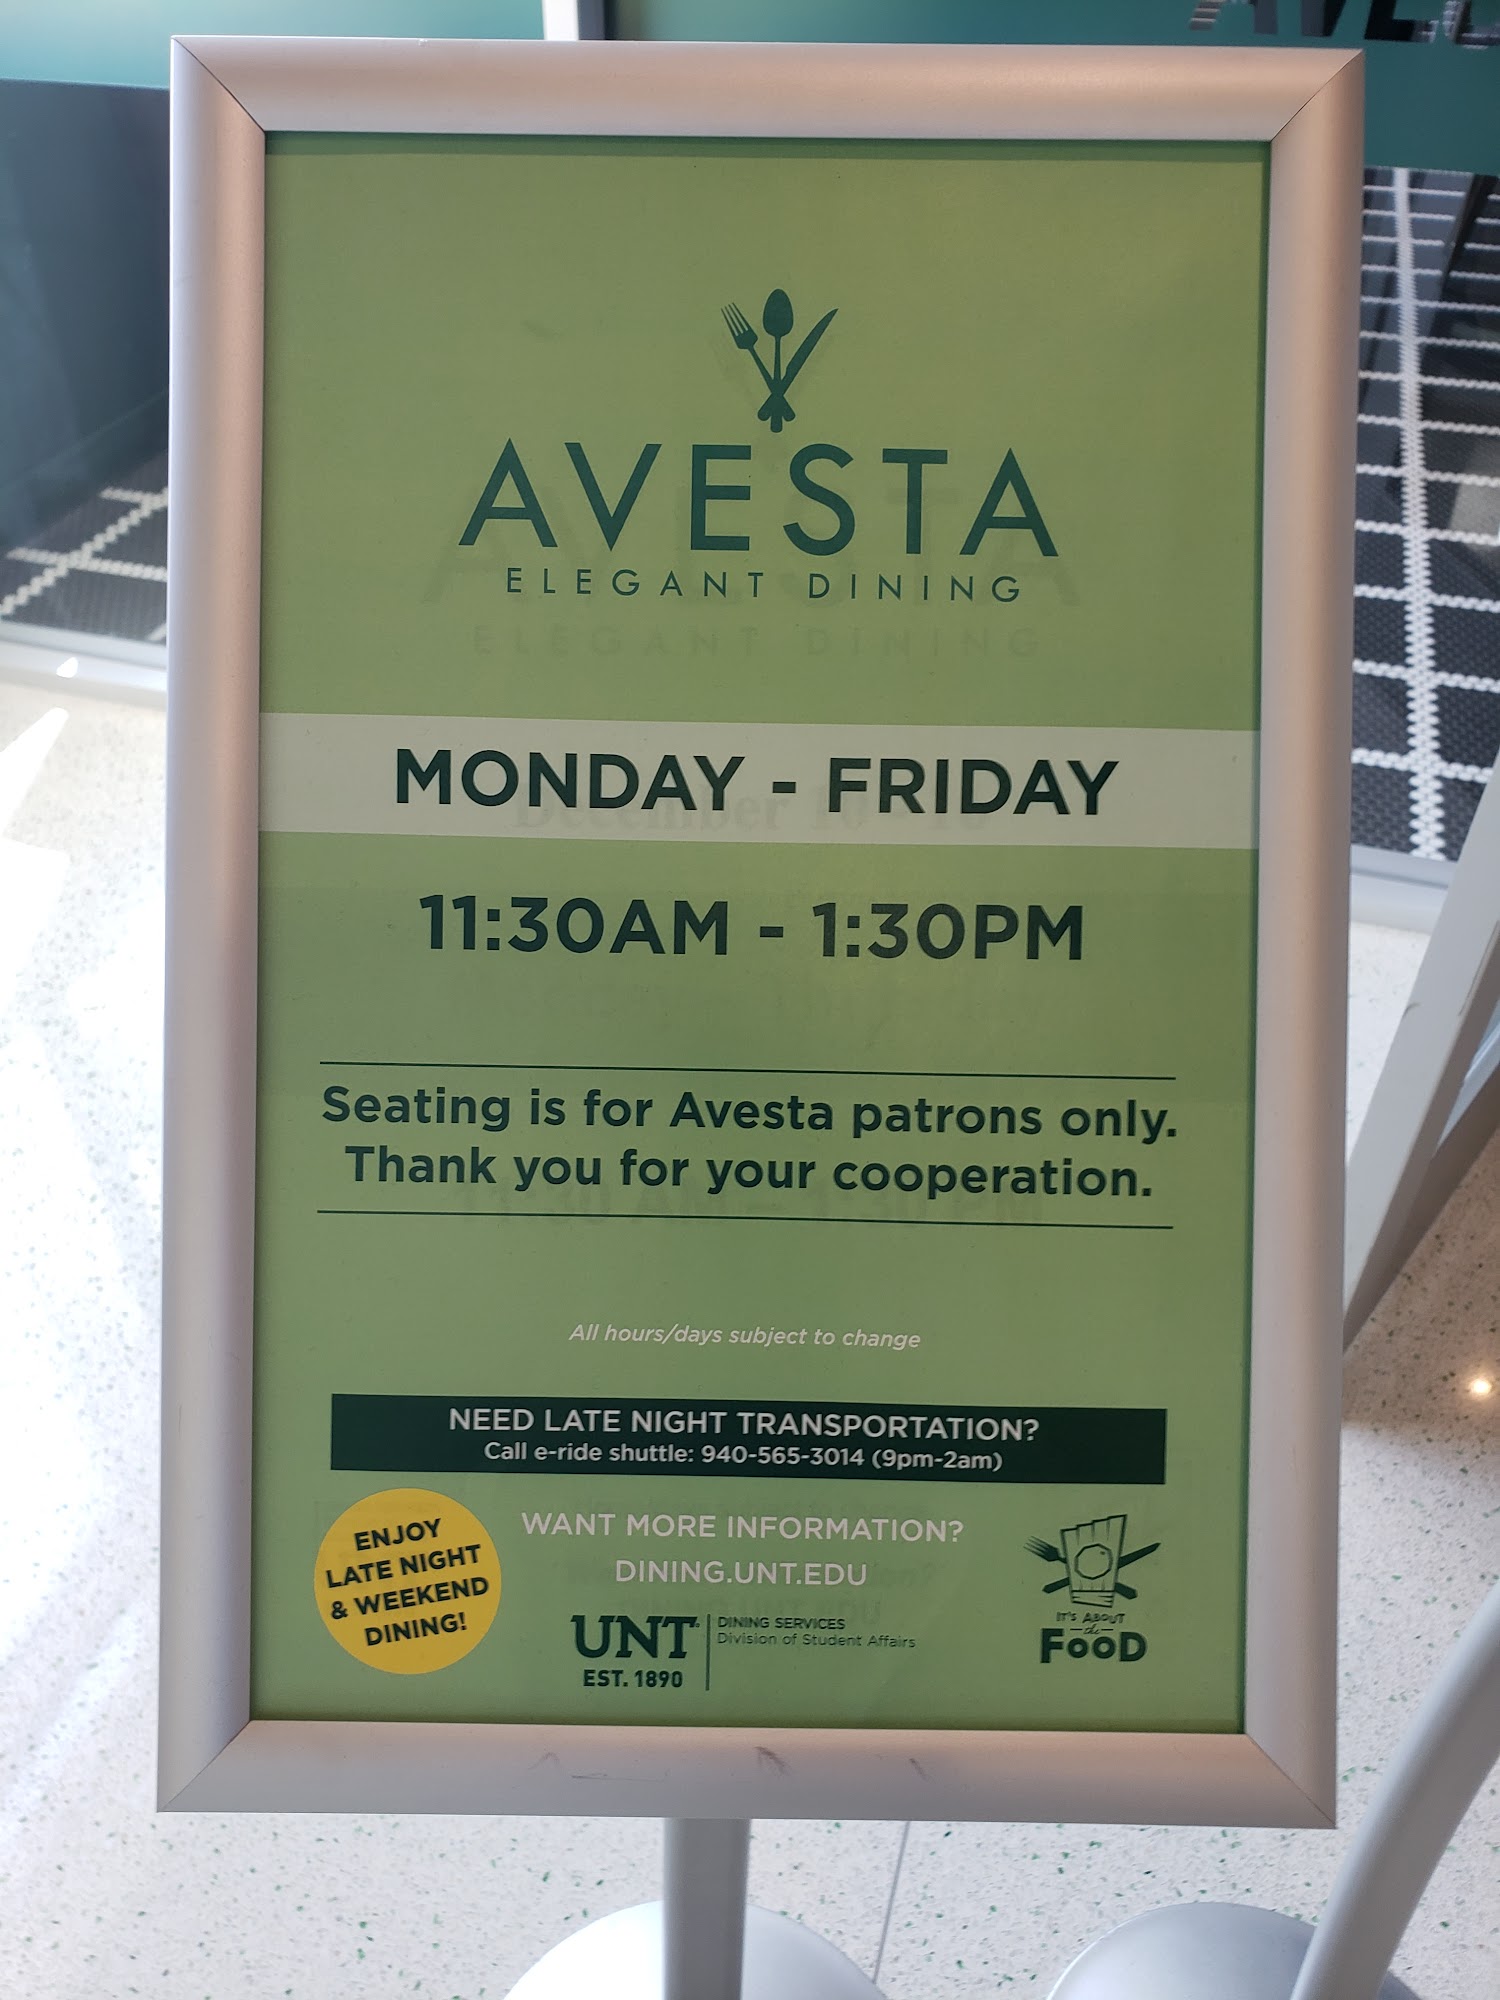 AVESTA
ELEGANT DINING
MONDAY - FRIDAY
11:30AM - 1:30PM
Seating is for Avesta patrons only.
Thank you for your cooperation.
All hours/days subject to change
NEED LATE NIGHT TRANSPORTATION?
Call e-ride shuttle: 940-565-3014 (9pm-2am)
ENJOY
LATE NIGHT
& WEEKEND
DINING!
WANT MORE INFORMATION?
DINING.UNT.EDU
UNT
EST. 1890
DINING SERVICES
Division of Student Affairs
IT'S ABOUT
the
FOOD